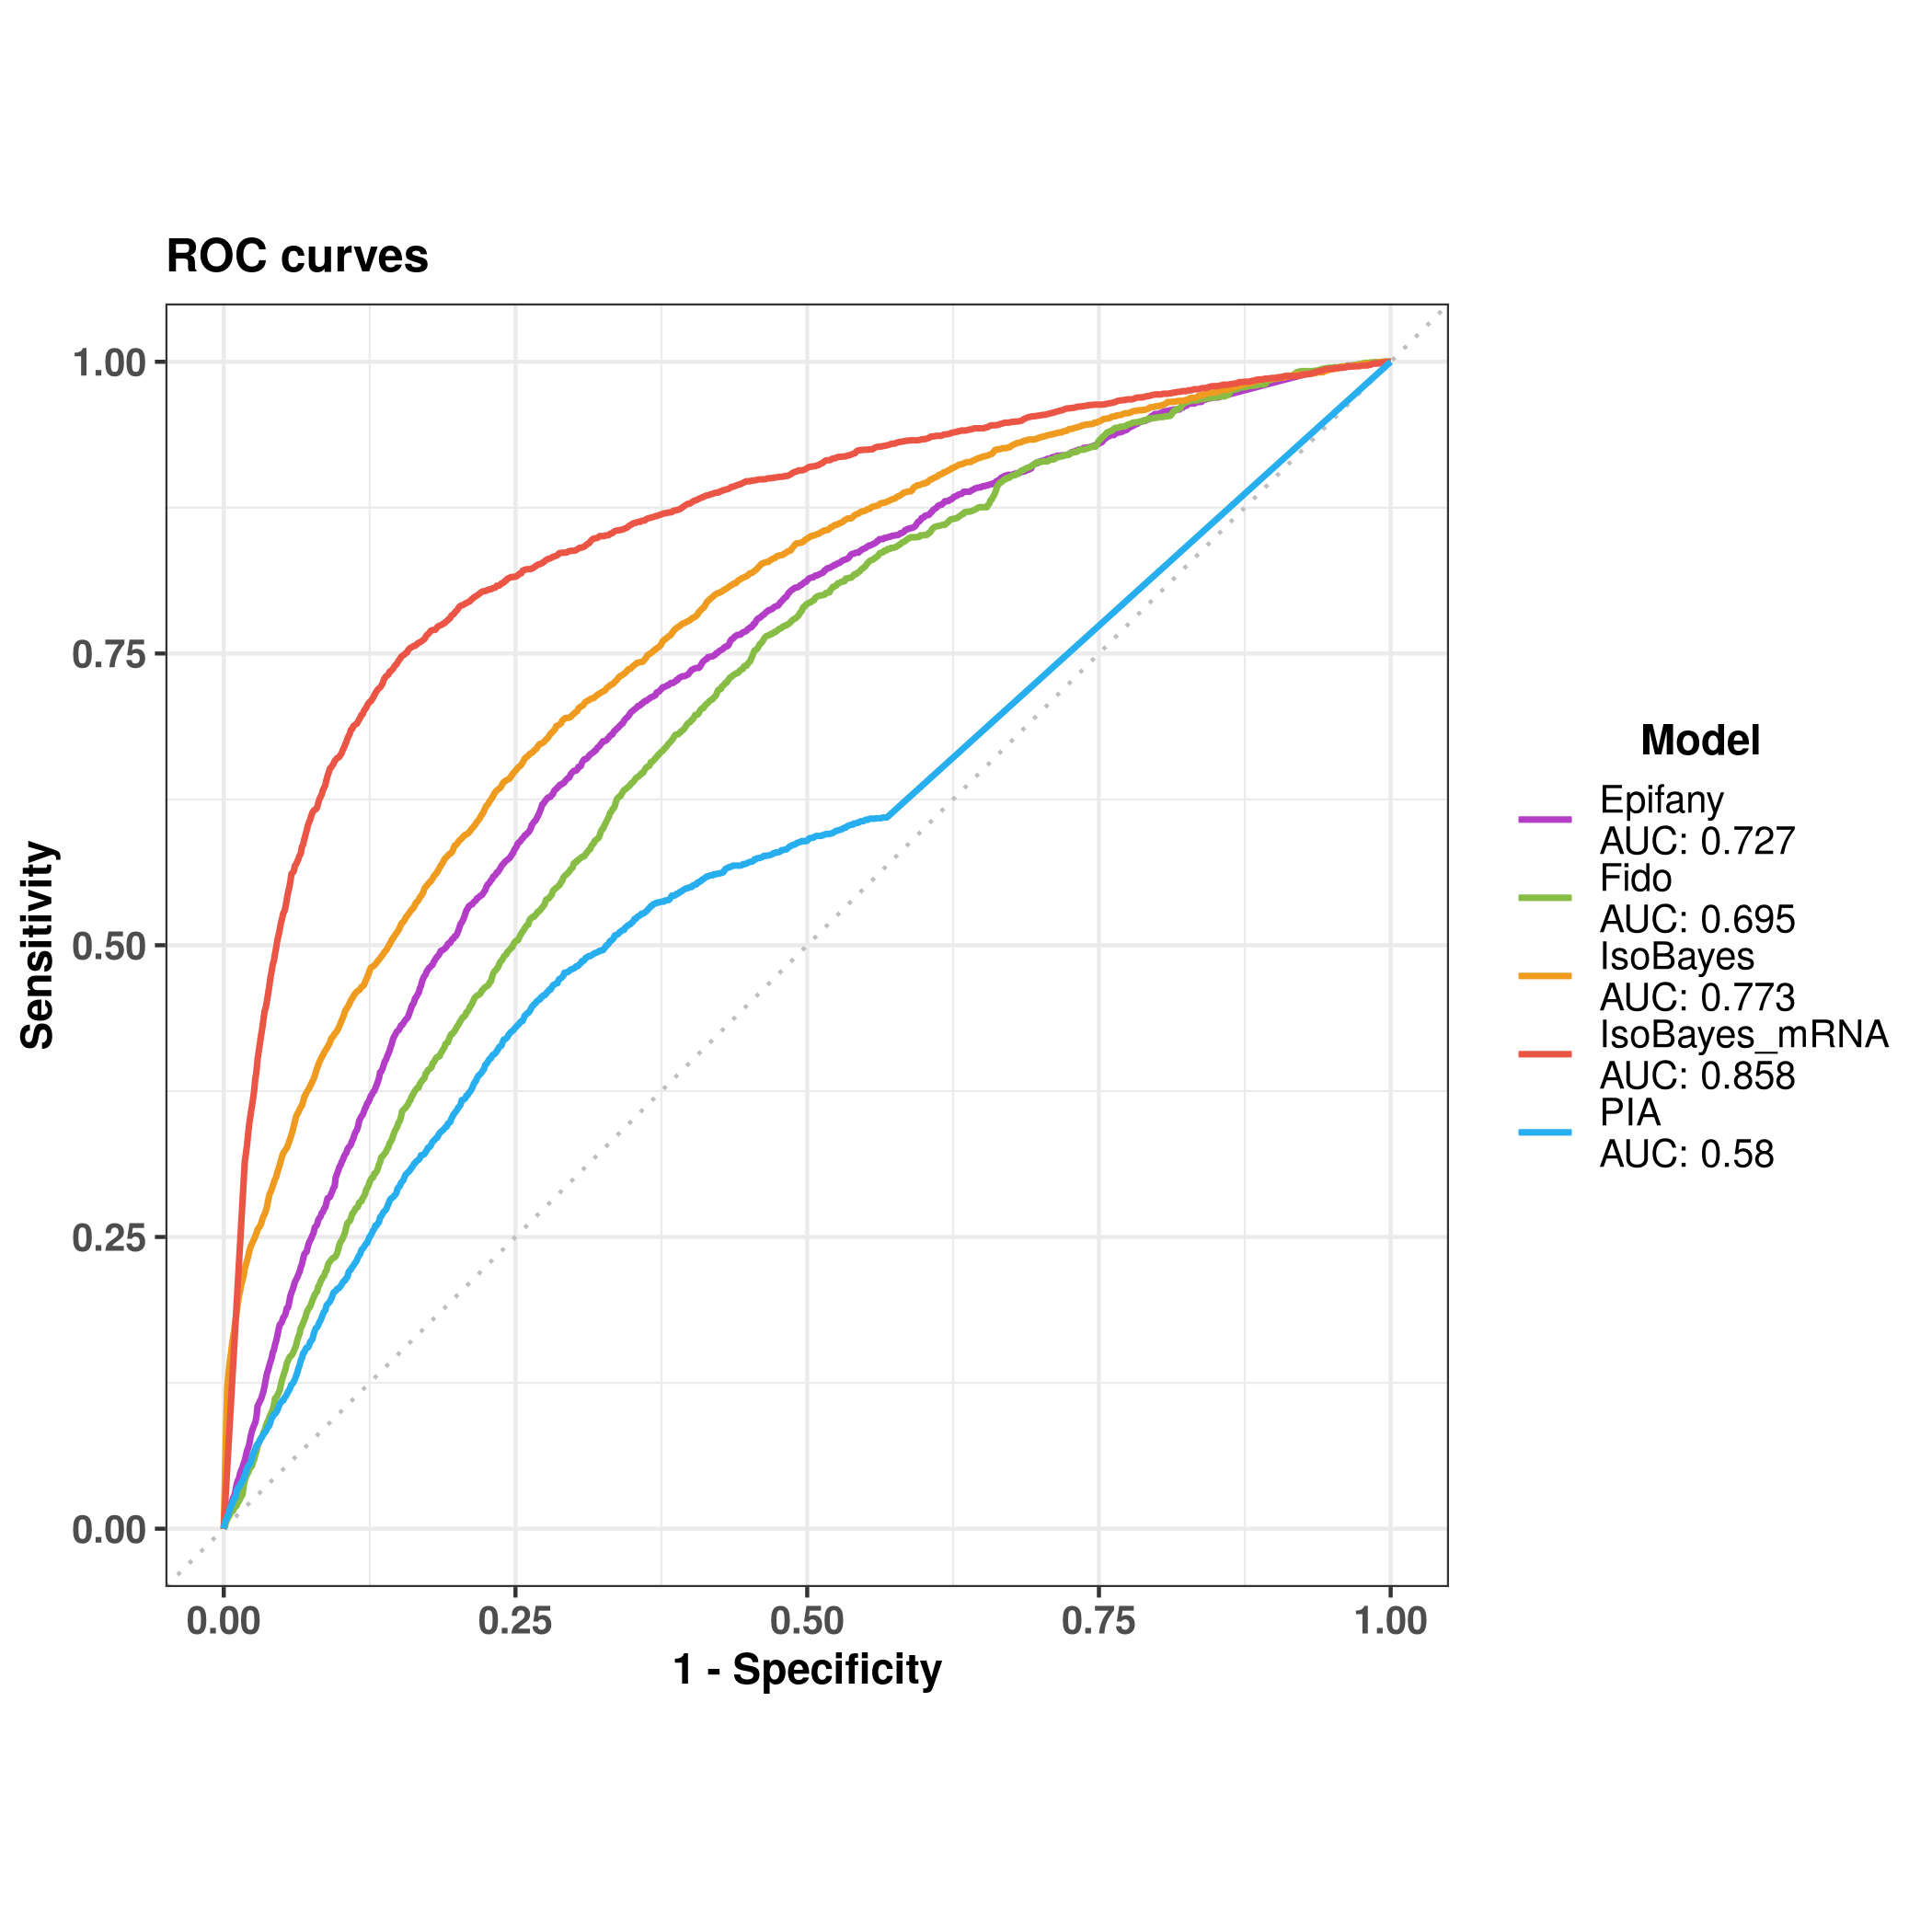 ROC curves
1.00
0.75
0.50
0.25
0.00
Sensitivity
0.00 0.25 0.50 0.75 1.00
1 - Specificity
Model
Epifany
AUC: 0.727
Fido
AUC: 0.695
IsoBayes
AUC: 0.773
IsoBayes_mRNA
AUC: 0.858
PIA
AUC: 0.58